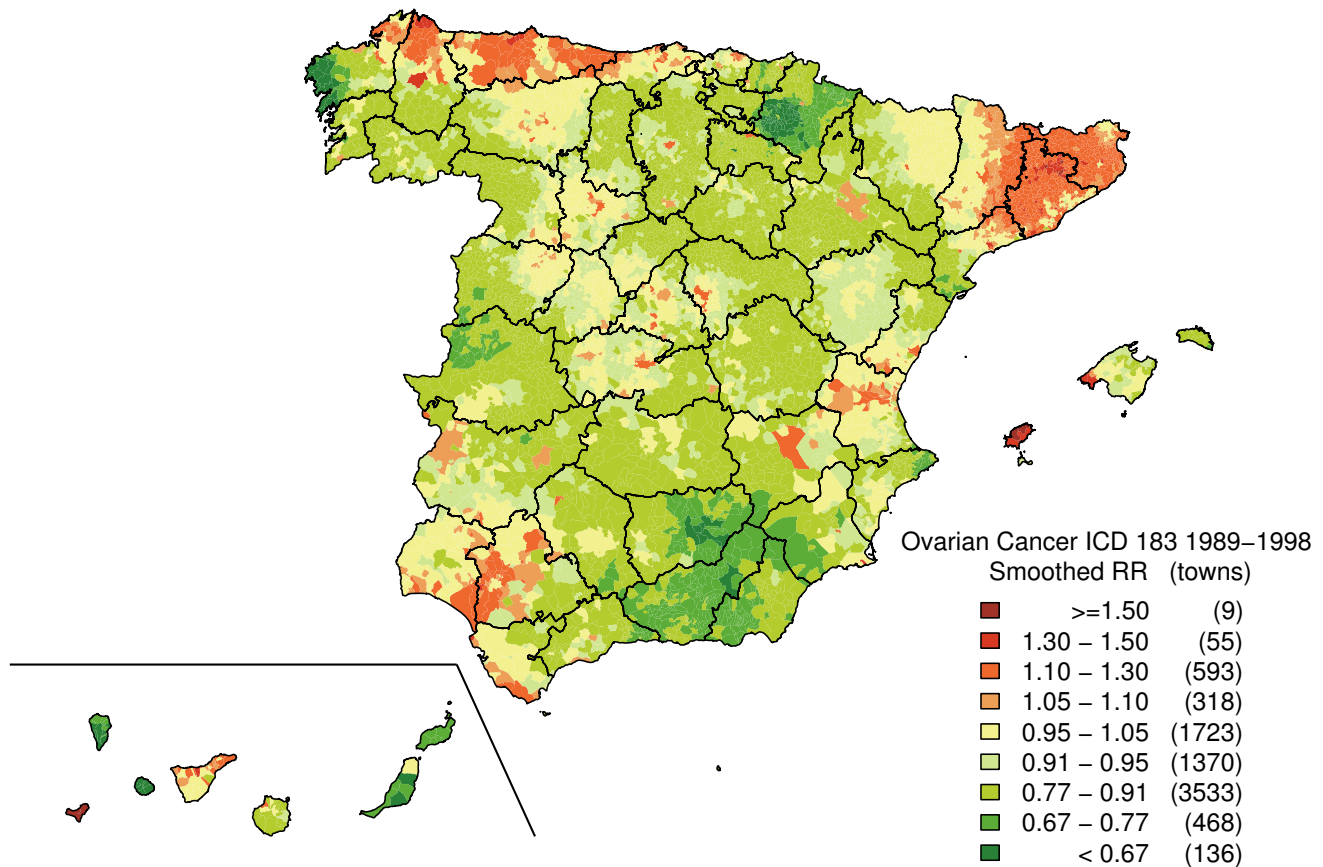 Ovarian Cancer ICD 183 1989−1998
Smoothed RR (towns)
>=1.50 (9)
1.30 − 1.50 (55)
1.10 − 1.30 (593)
1.05 − 1.10 (318)
0.95 − 1.05 (1723)
0.91 − 0.95 (1370)
0.77 − 0.91 (3533)
0.67 − 0.77 (468)
< 0.67 (136)